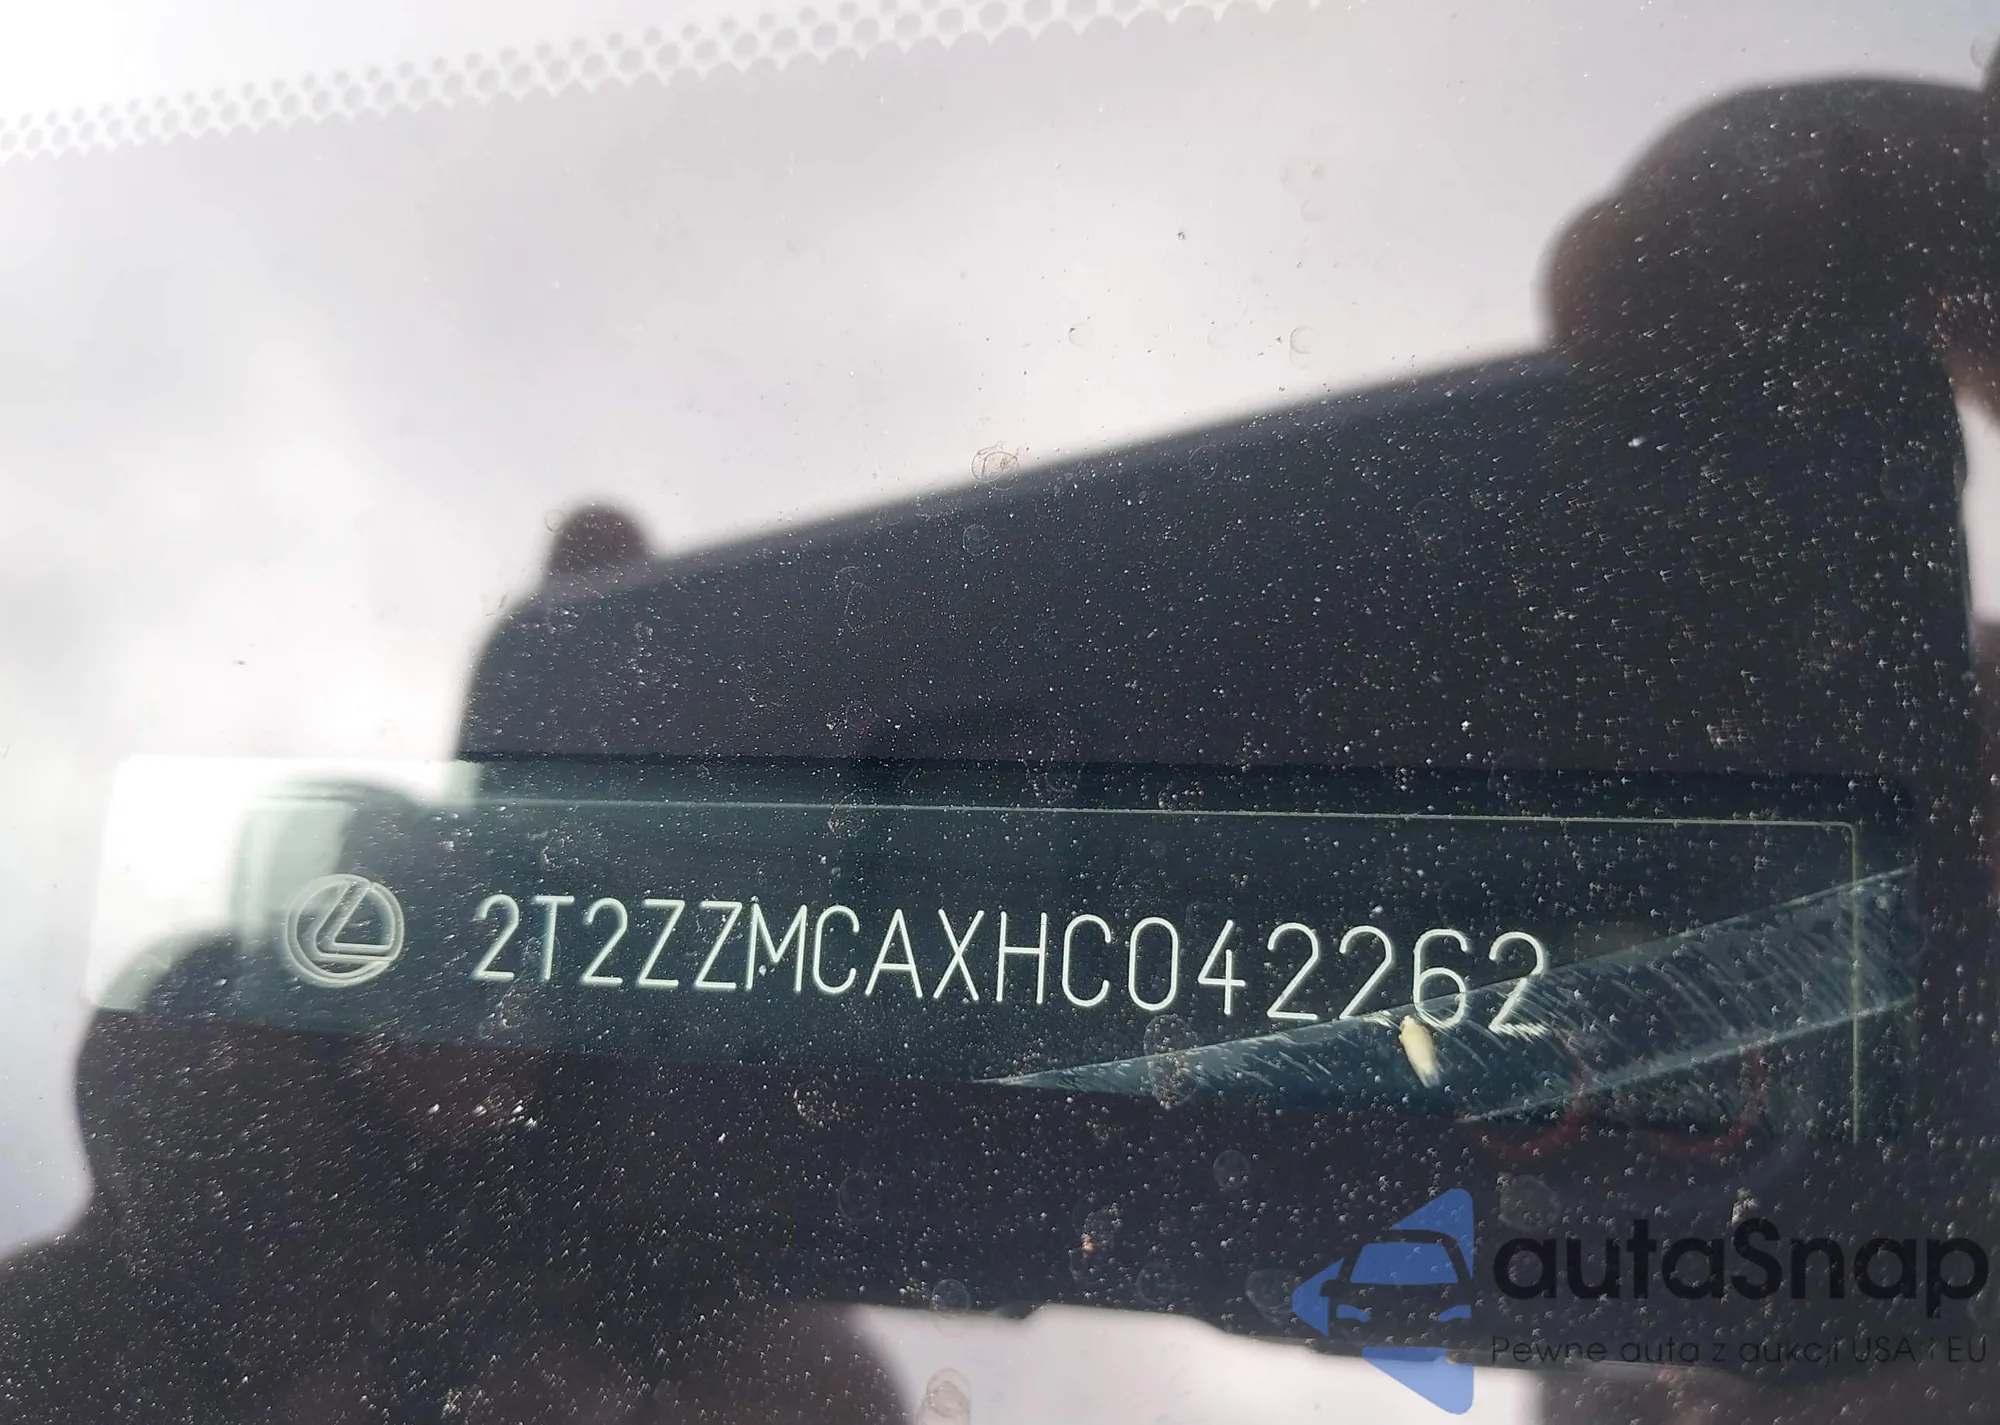 2T2ZZMCAXHC042262
autaSnap
Pewne auta z aukcji USA i EU